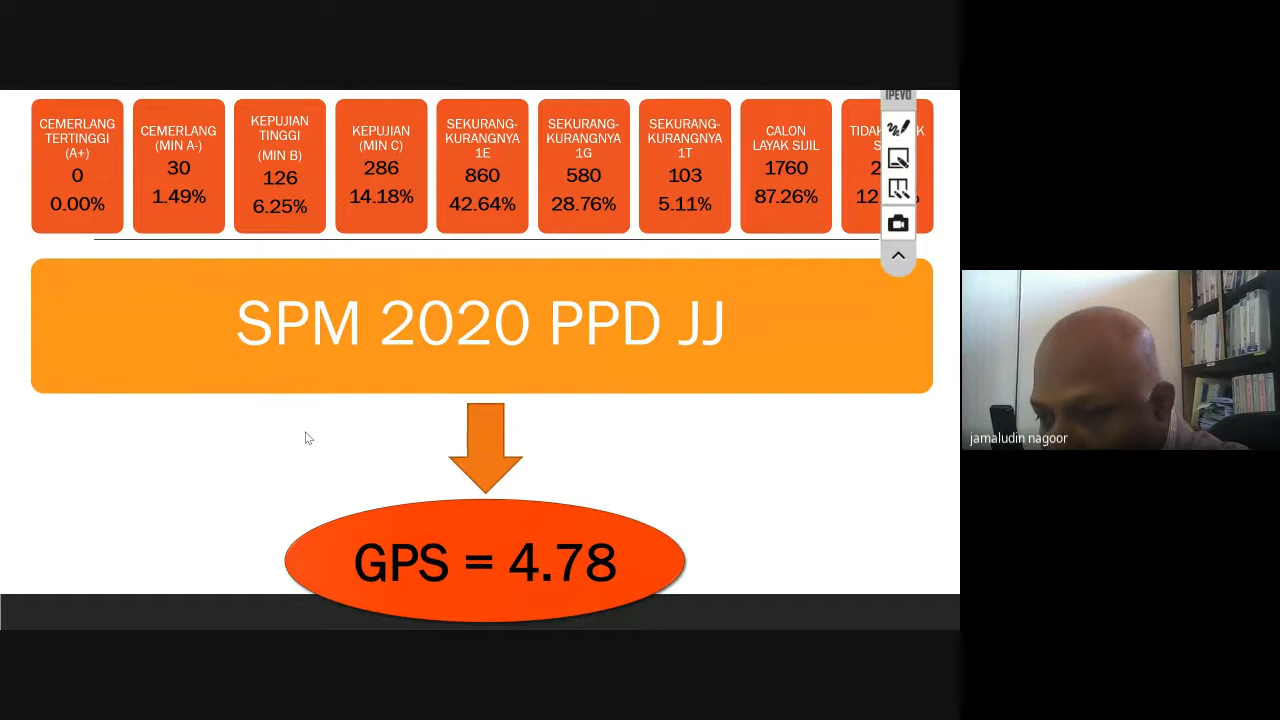 CEMERLANG
TERTINGGI
(A+)
0
0.00%
CEMERLANG
(MIN A-)
30
1.49%
KEPUJIAN
TINGGI
(MIN B)
126
6.25%
KEPUJIAN
(MIN C)
286
14.18%
SEKURANG-
KURANGNYA
1E
860
42.64%
SEKURANG-
KURANGNYA
1G
580
28.76%
SEKURANG-
KURANGNYA
1T
103
5.11%
CALON
LAYAK SIJIL
1760
87.26%
IPEVO
SPM 2020 PPD JJ
GPS = 4.78
jamaludin nagoor